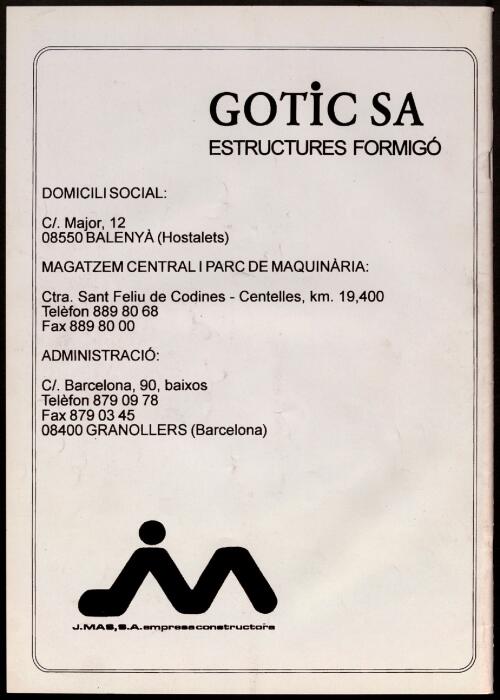 GOTIC SA
ESTRUCTURES FORMIGÓ
DOMICILI SOCIAL:
C/. Major, 12
08550 BALENYÀ (Hostalets)
MAGATZEM CENTRAL I PARC DE MAQUINÀRIA:
Ctra. Sant Feliu de Codines - Centelles, km. 19,400
Telèfon 889 80 68
Fax 889 80 00
ADMINISTRACIÓ:
C/. Barcelona, 90, baixos
Telèfon 879 09 78
Fax 879 03 45
08400 GRANOLLERS (Barcelona)
J.MAS,S.A.empresaconstructora